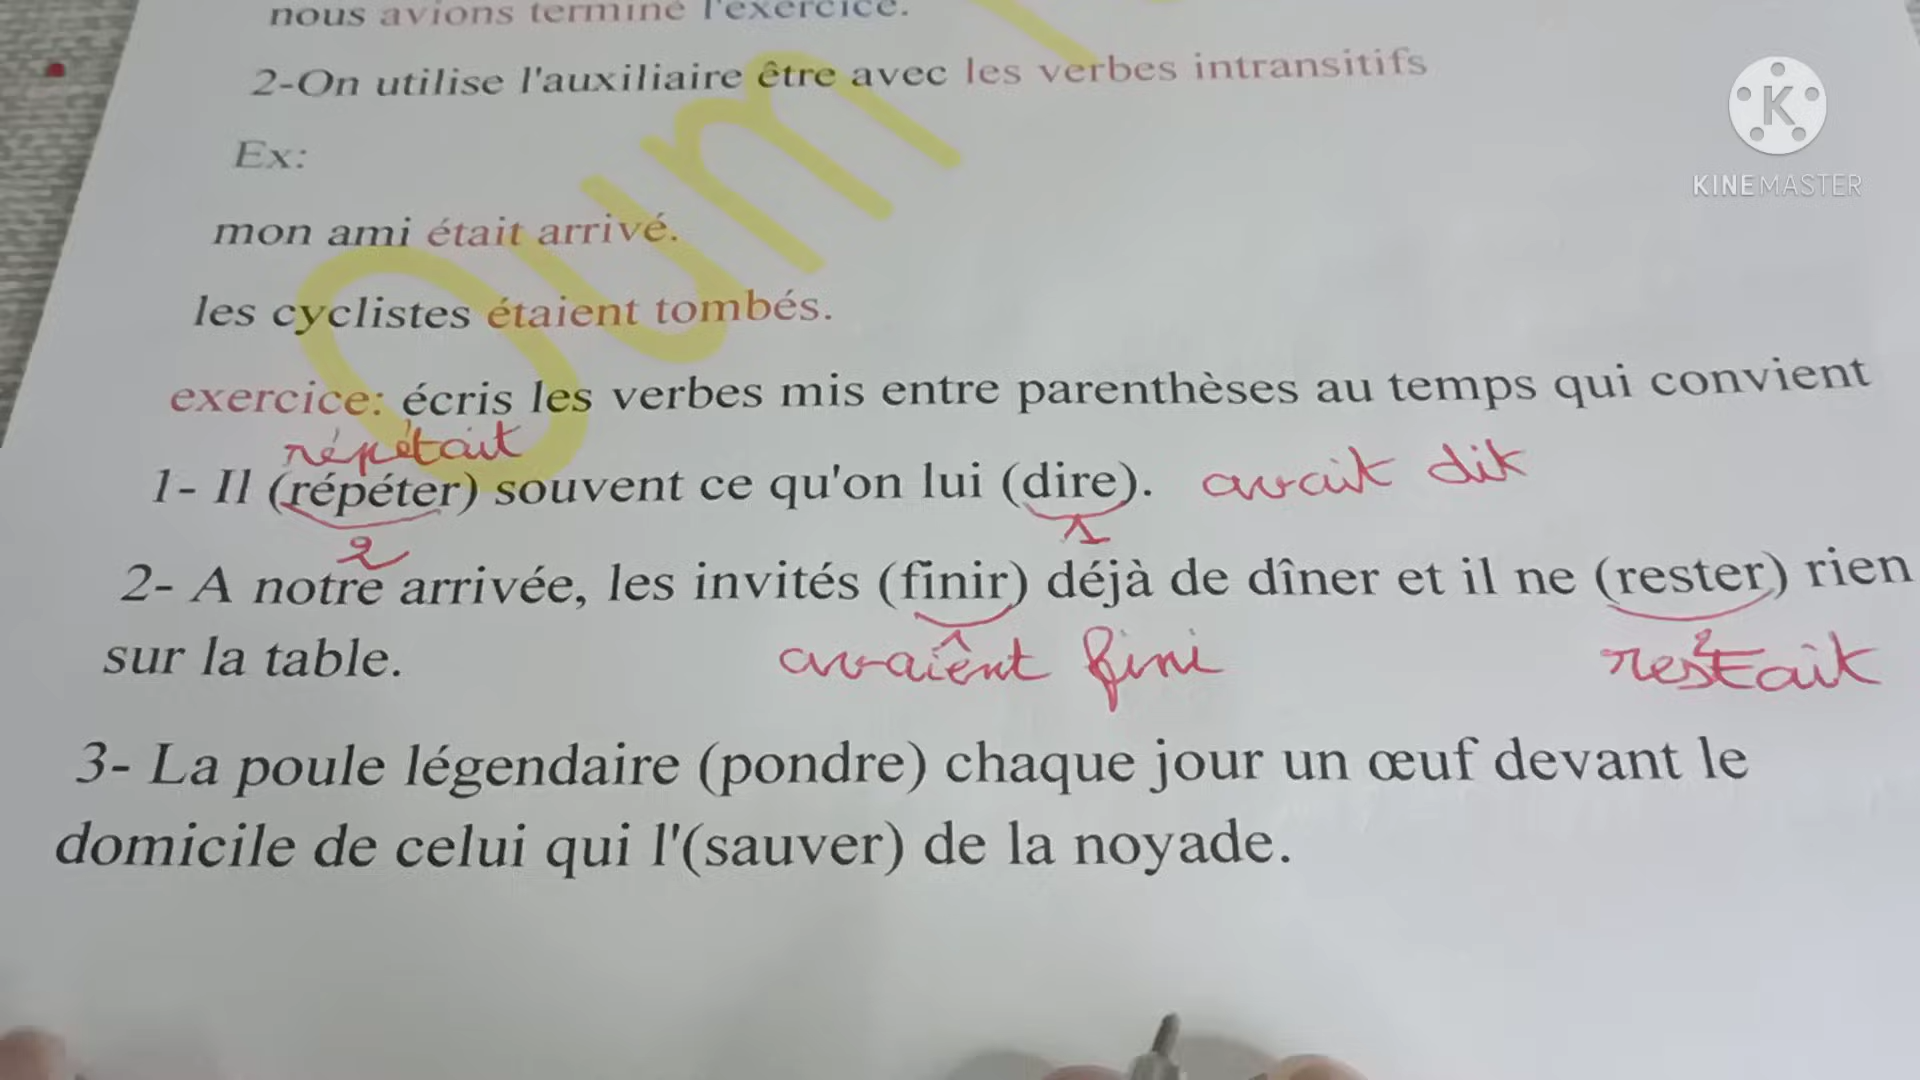 nous avions terminé l'exercice.
2-On utilise l'auxiliaire être avec les verbes intransitifs
Ex:
mon ami était arrivé.
les cyclistes étaient tombés.
exercice: écris les verbes mis entre parenthèses au temps qui convient
répétait
1- Il (répéter) souvent ce qu'on lui (dire). avait dit
2 1
2- A notre arrivée, les invités (finir) déjà de dîner et il ne (rester) rien
sur la table. avaient fini restait
1 2
3- La poule légendaire (pondre) chaque jour un œuf devant le
domicile de celui qui l'(sauver) de la noyade.
Oum
K
KINEMASTER